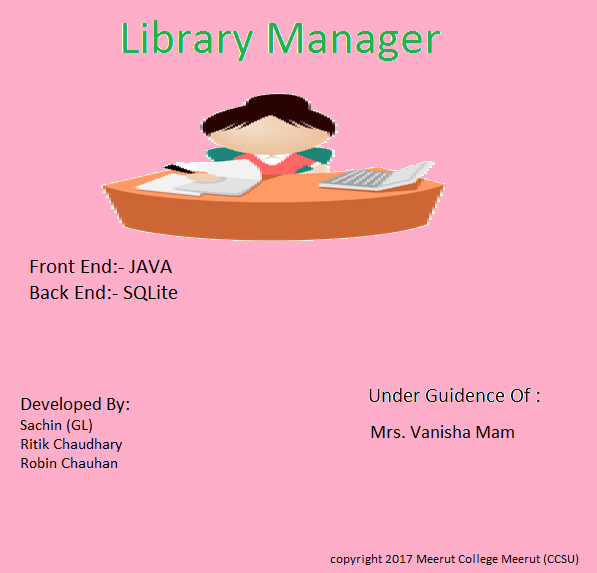 Library Manager
Front End:- JAVA
Back End:- SQLite
Developed By:
Sachin (GL)
Ritik Chaudhary
Robin Chauhan
Under Guidence Of :
Mrs. Vanisha Mam
copyright 2017 Meerut College Meerut (CCSU)